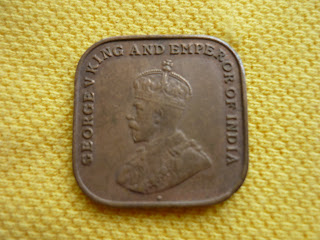 GEORGE V KING AND EMPEROR OF INDIA